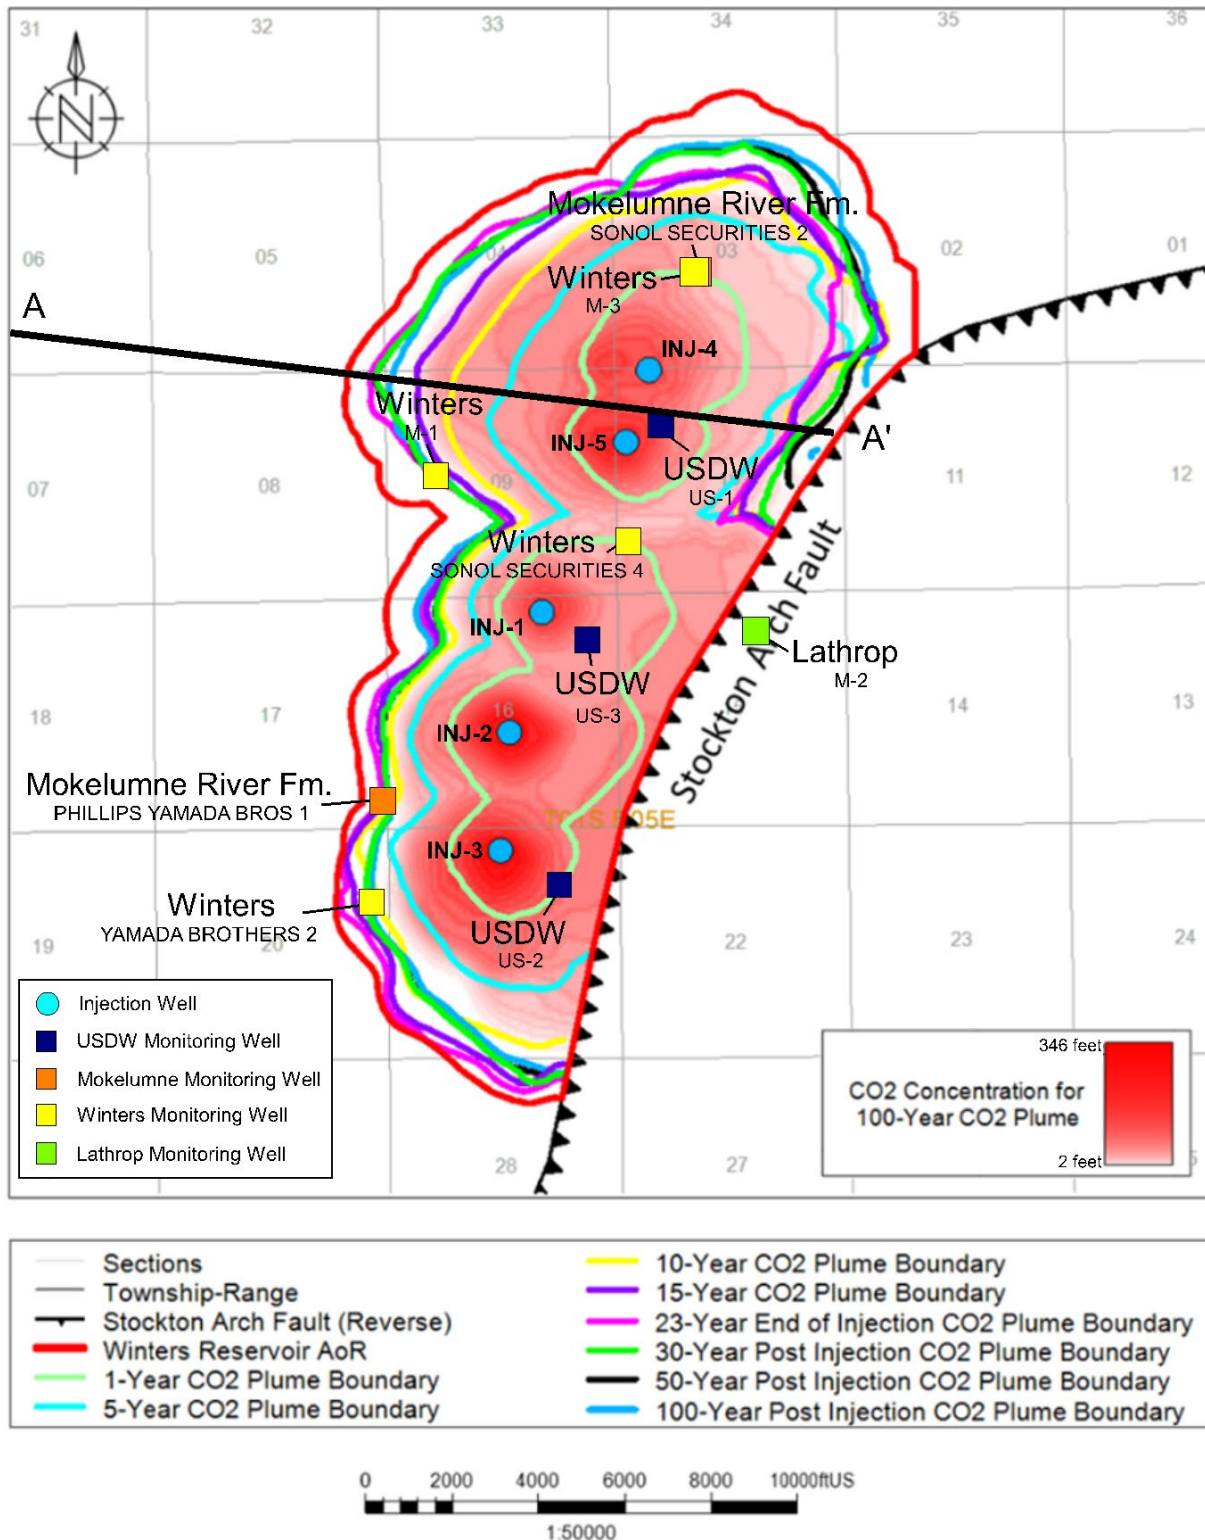 31
32
33
34
35
36
N
Mokelumne River Fm.
SONOL SECURITIES 2
06
05
04
03
02
01
Winters
M-3
A
INJ-4
Winters
M-1
INJ-5
A'
USDW
US-1
07
08
09
11
12
Winters
SONOL SECURITIES 4
INJ-1
Stockton Arch Fault
Lathrop
M-2
USDW
US-3
18
17
16
INJ-2
14
13
Mokelumne River Fm.
PHILLIPS YAMADA BROS 1
T01S R05E
INJ-3
Winters
YAMADA BROTHERS 2
USDW
US-2
19
20
22
23
24
Injection Well
USDW Monitoring Well
Mokelumne Monitoring Well
Winters Monitoring Well
Lathrop Monitoring Well
346 feet
CO2 Concentration for
100-Year CO2 Plume
2 feet
28
27
Sections
Township-Range
Stockton Arch Fault (Reverse)
Winters Reservoir AoR
1-Year CO2 Plume Boundary
5-Year CO2 Plume Boundary
10-Year CO2 Plume Boundary
15-Year CO2 Plume Boundary
23-Year End of Injection CO2 Plume Boundary
30-Year Post Injection CO2 Plume Boundary
50-Year Post Injection CO2 Plume Boundary
100-Year Post Injection CO2 Plume Boundary
0 2000 4000 6000 8000 10000ftUS
1:50000